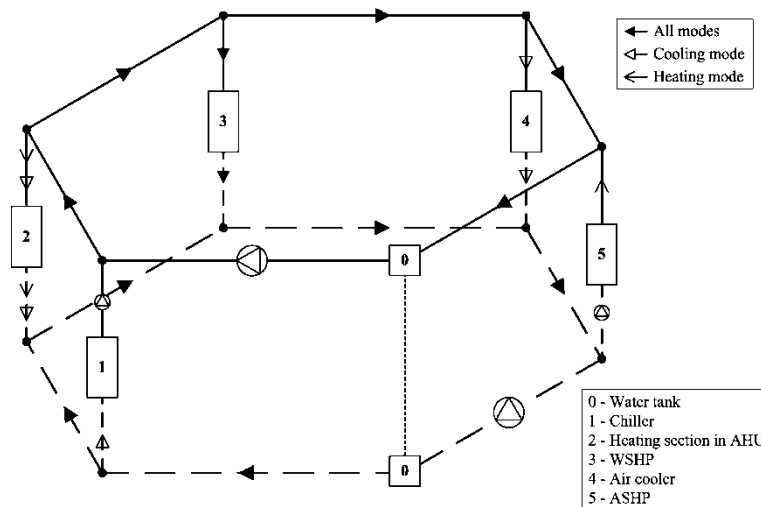 All modes
Cooling mode
Heating mode
3
4
2
5
0
1
0
0 - Water tank
1 - Chiller
2 - Heating section in AHU
3 - WSHP
4 - Air cooler
5 - ASHP